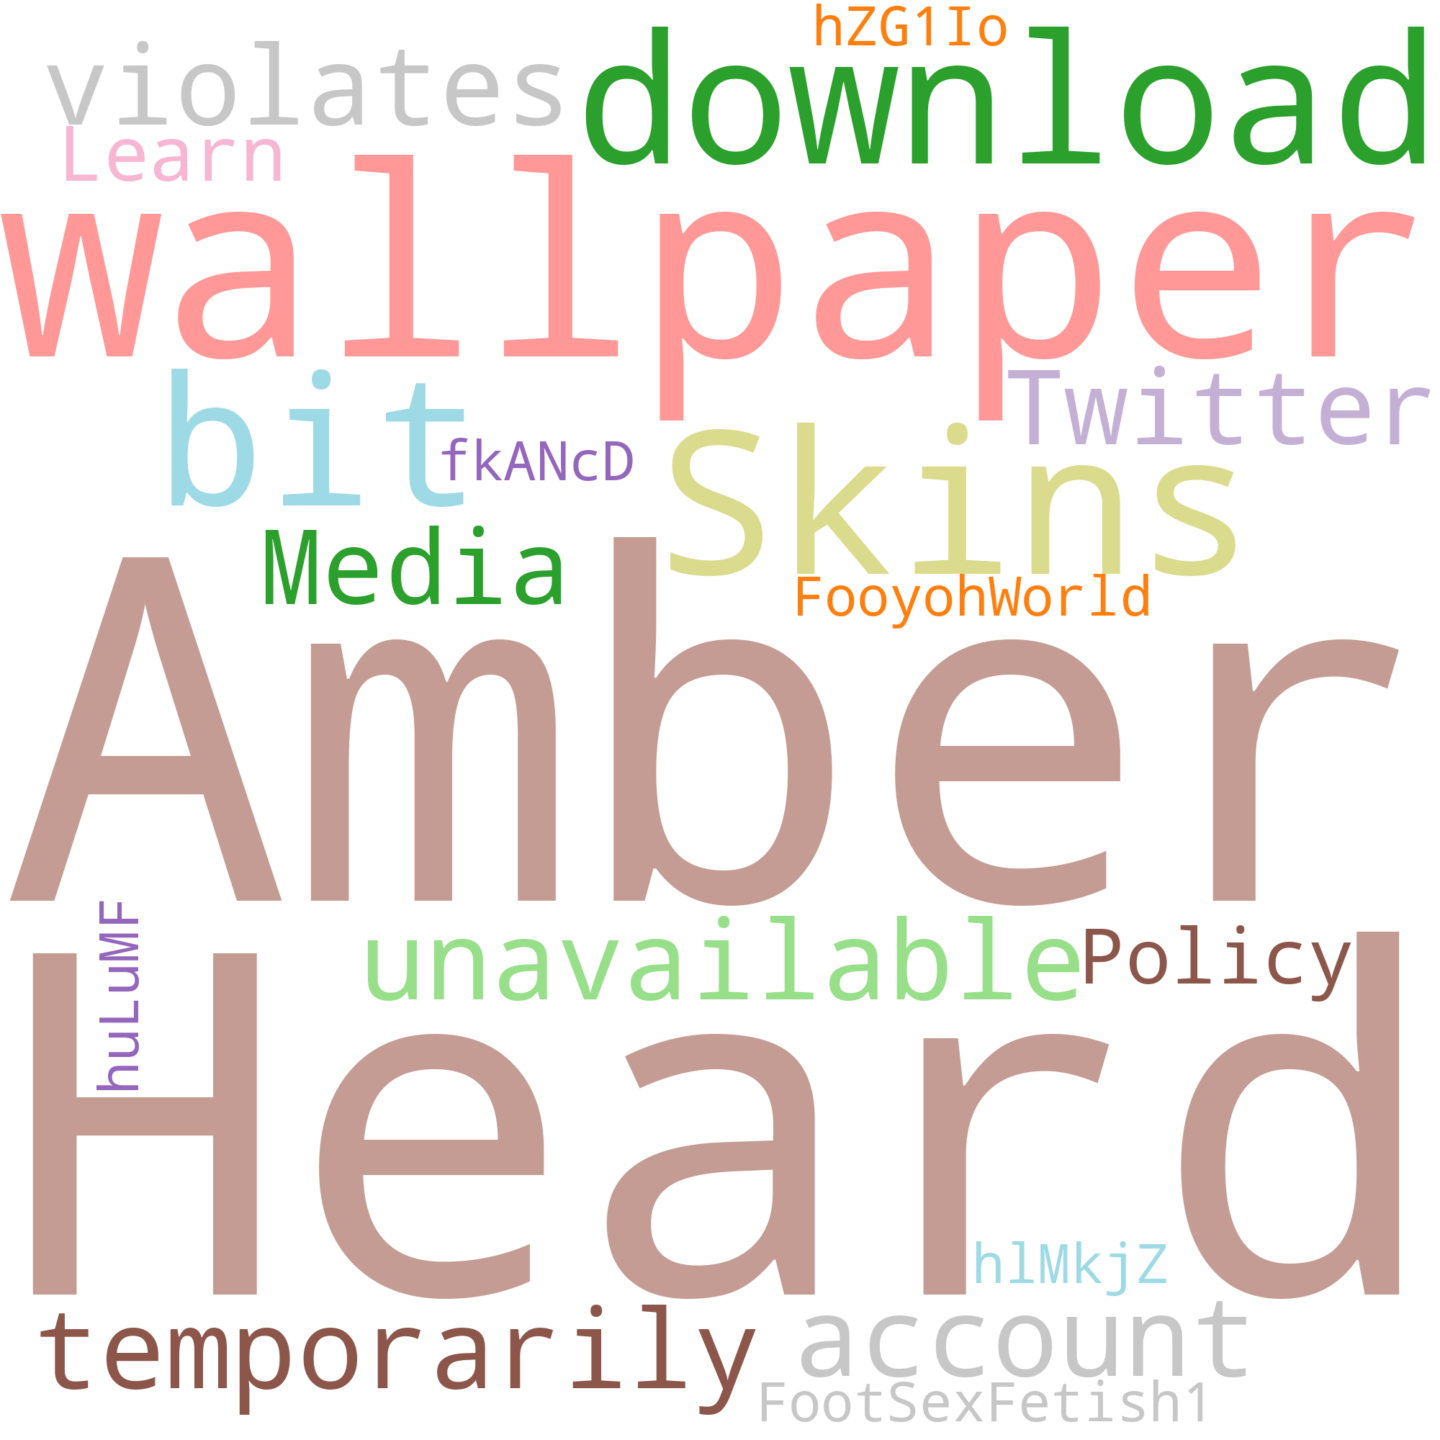 hZG1Io
violates
download
Learn
wallpaper
bit
Twitter
fkANcD
Skins
Media
FooyohWorld
Amber
huLuMF
unavailable
Policy
Heard
hlMkjZ
temporarily
account
FootSexFetish1